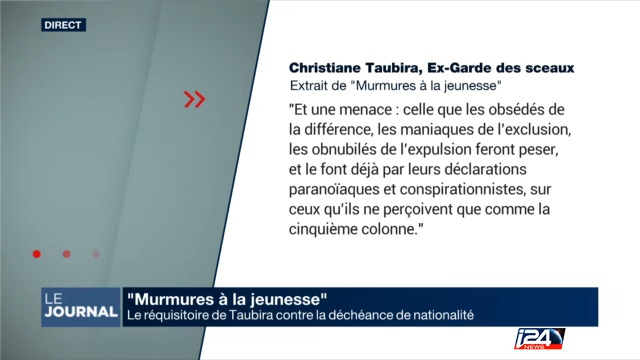 DIRECT
Christiane Taubira, Ex-Garde des sceaux
Extrait de "Murmures à la jeunesse"
"Et une menace : celle que les obsédés de
la différence, les maniaques de l'exclusion,
les obnubilés de l'expulsion feront peser,
et le font déjà par leurs déclarations
paranoïaques et conspirationnistes, sur
ceux qu'ils ne perçoivent que comme la
cinquième colonne."
LE
JOURNAL
"Murmures à la jeunesse"
Le réquisitoire de Taubira contre la déchéance de nationalité
i24
NEWS